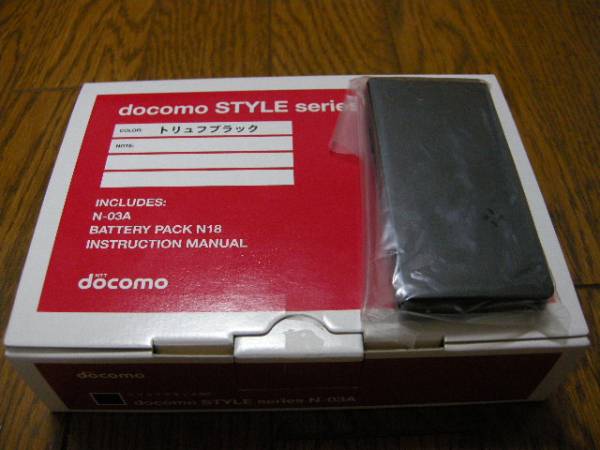 docomo STYLE series
COLOR: トリュフブラック
NOTE:
INCLUDES:
N-03A
BATTERY PACK N18
INSTRUCTION MANUAL
NTT
docomo
docomo
docomo STYLE series N-03A